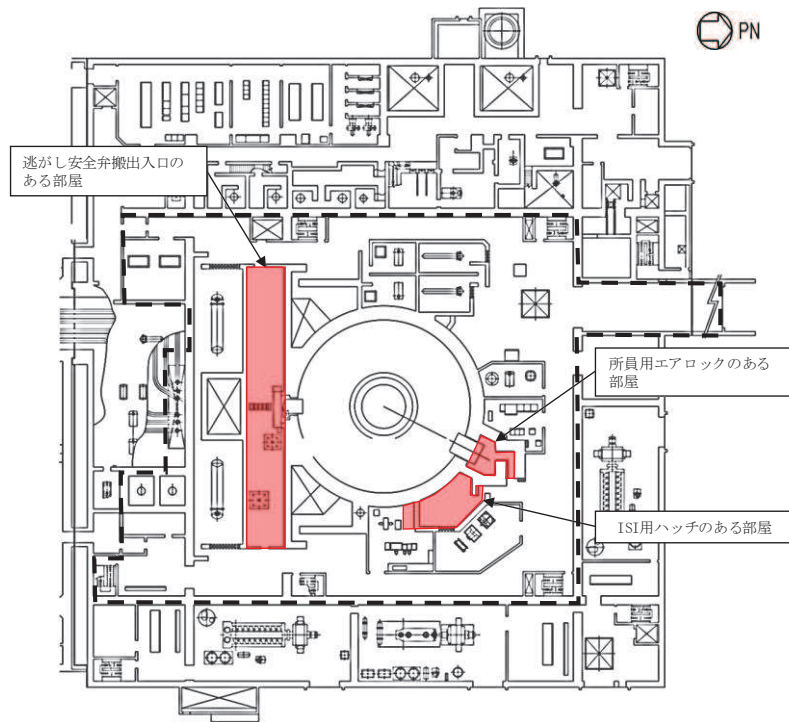 PN
逃がし安全弁搬出入口の
ある部屋
所員用エアロックのある
部屋
ISI用ハッチのある部屋